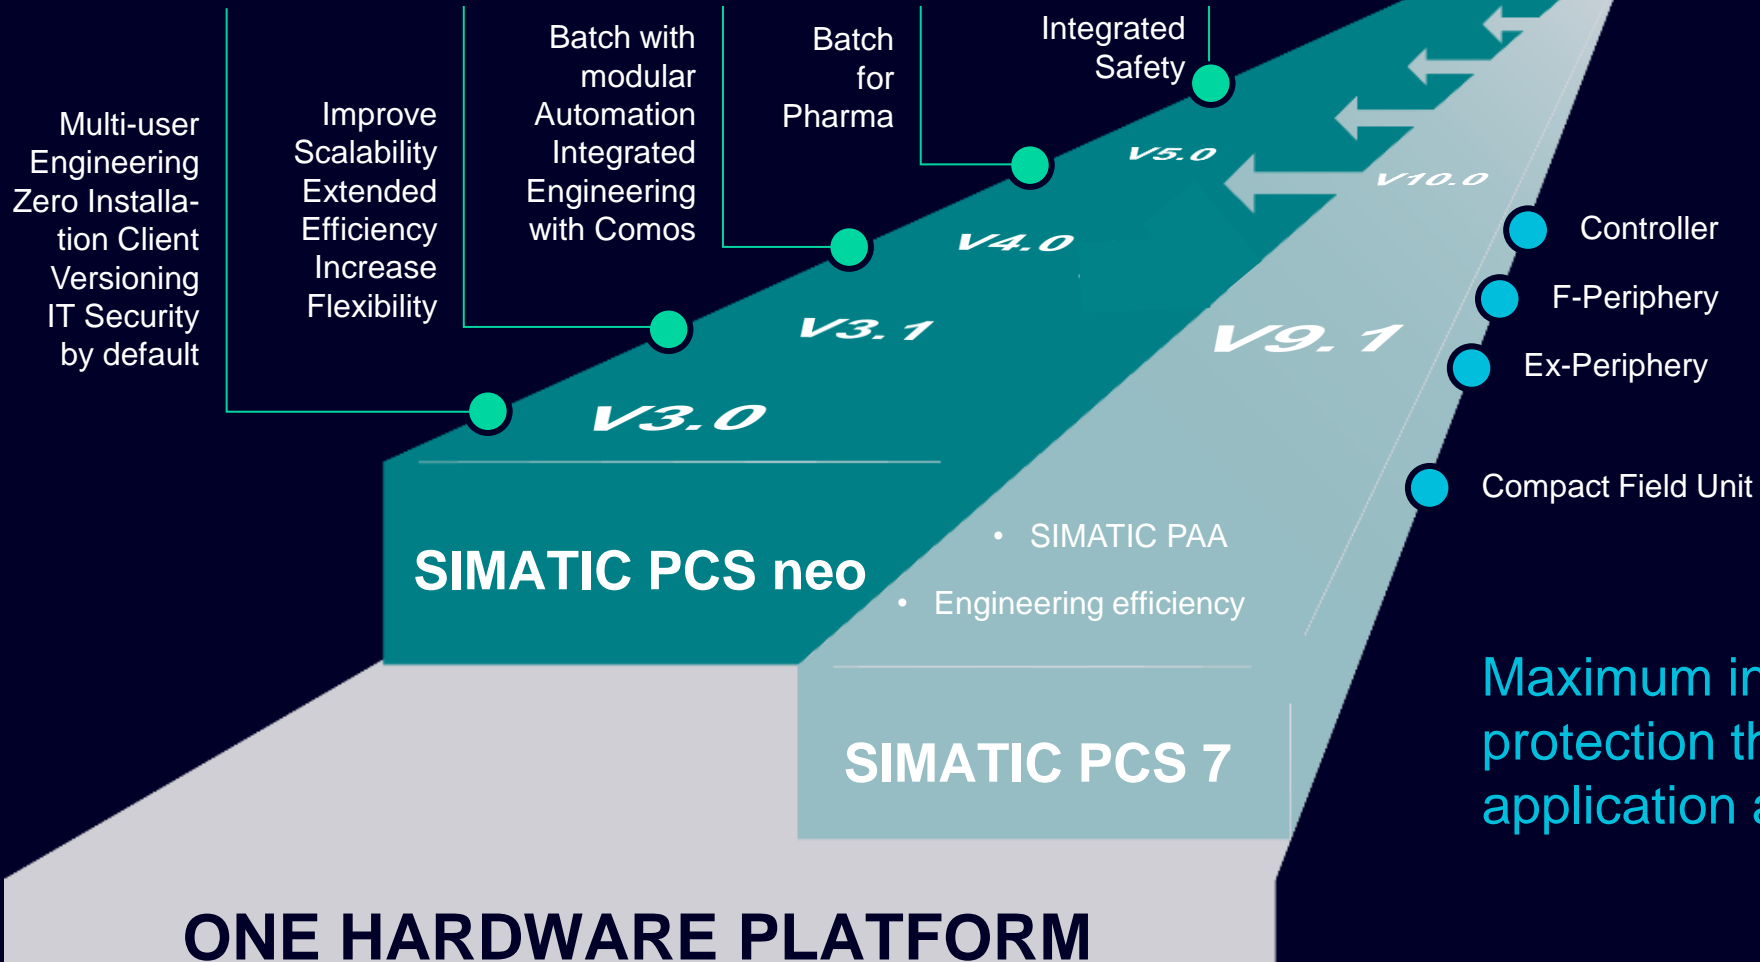 Multi-user
Engineering
Zero Installa-
tion Client
Versioning
IT Security
by default
Improve
Scalability
Extended
Efficiency
Increase
Flexibility
Batch with
modular
Automation
Integrated
Engineering
with Comos
Batch
for
Pharma
Integrated
Safety
V5.0
V4.0
V3.1
V3.0
V10.0
V9.1
Controller
F-Periphery
Ex-Periphery
Compact Field Unit
SIMATIC PCS neo
• SIMATIC PAA
• Engineering efficiency
SIMATIC PCS 7
Maximum
protection
application
ONE HARDWARE PLATFORM